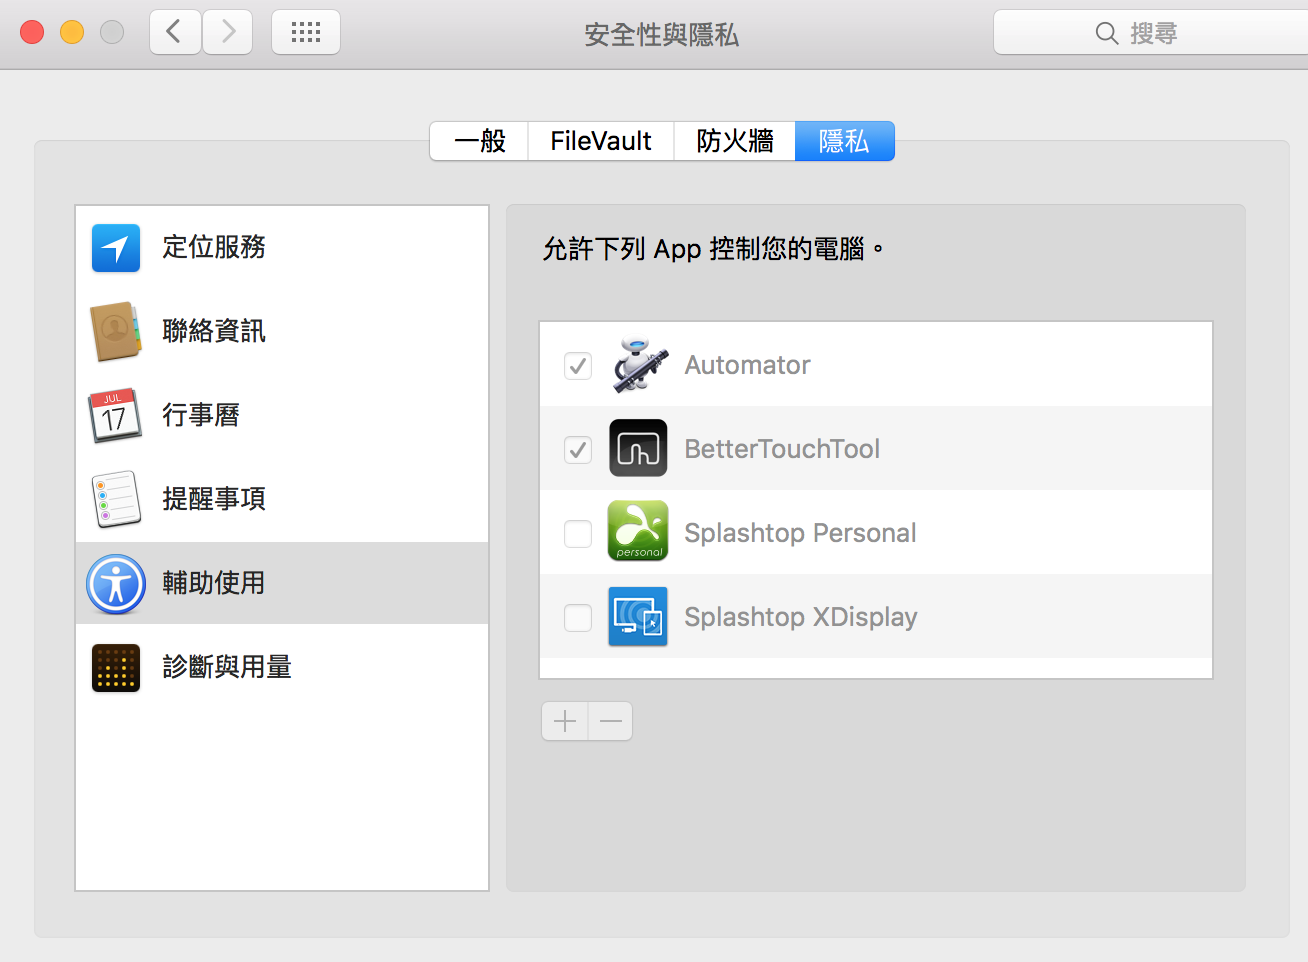 安全性與隱私
搜尋
一般
FileVault
防火牆
隱私
定位服務
聯絡資訊
JUL
17
行事曆
提醒事項
輔助使用
診斷與用量
允許下列 App 控制您的電腦。
Automator
BetterTouchTool
personal
Splashtop Personal
Splashtop XDisplay